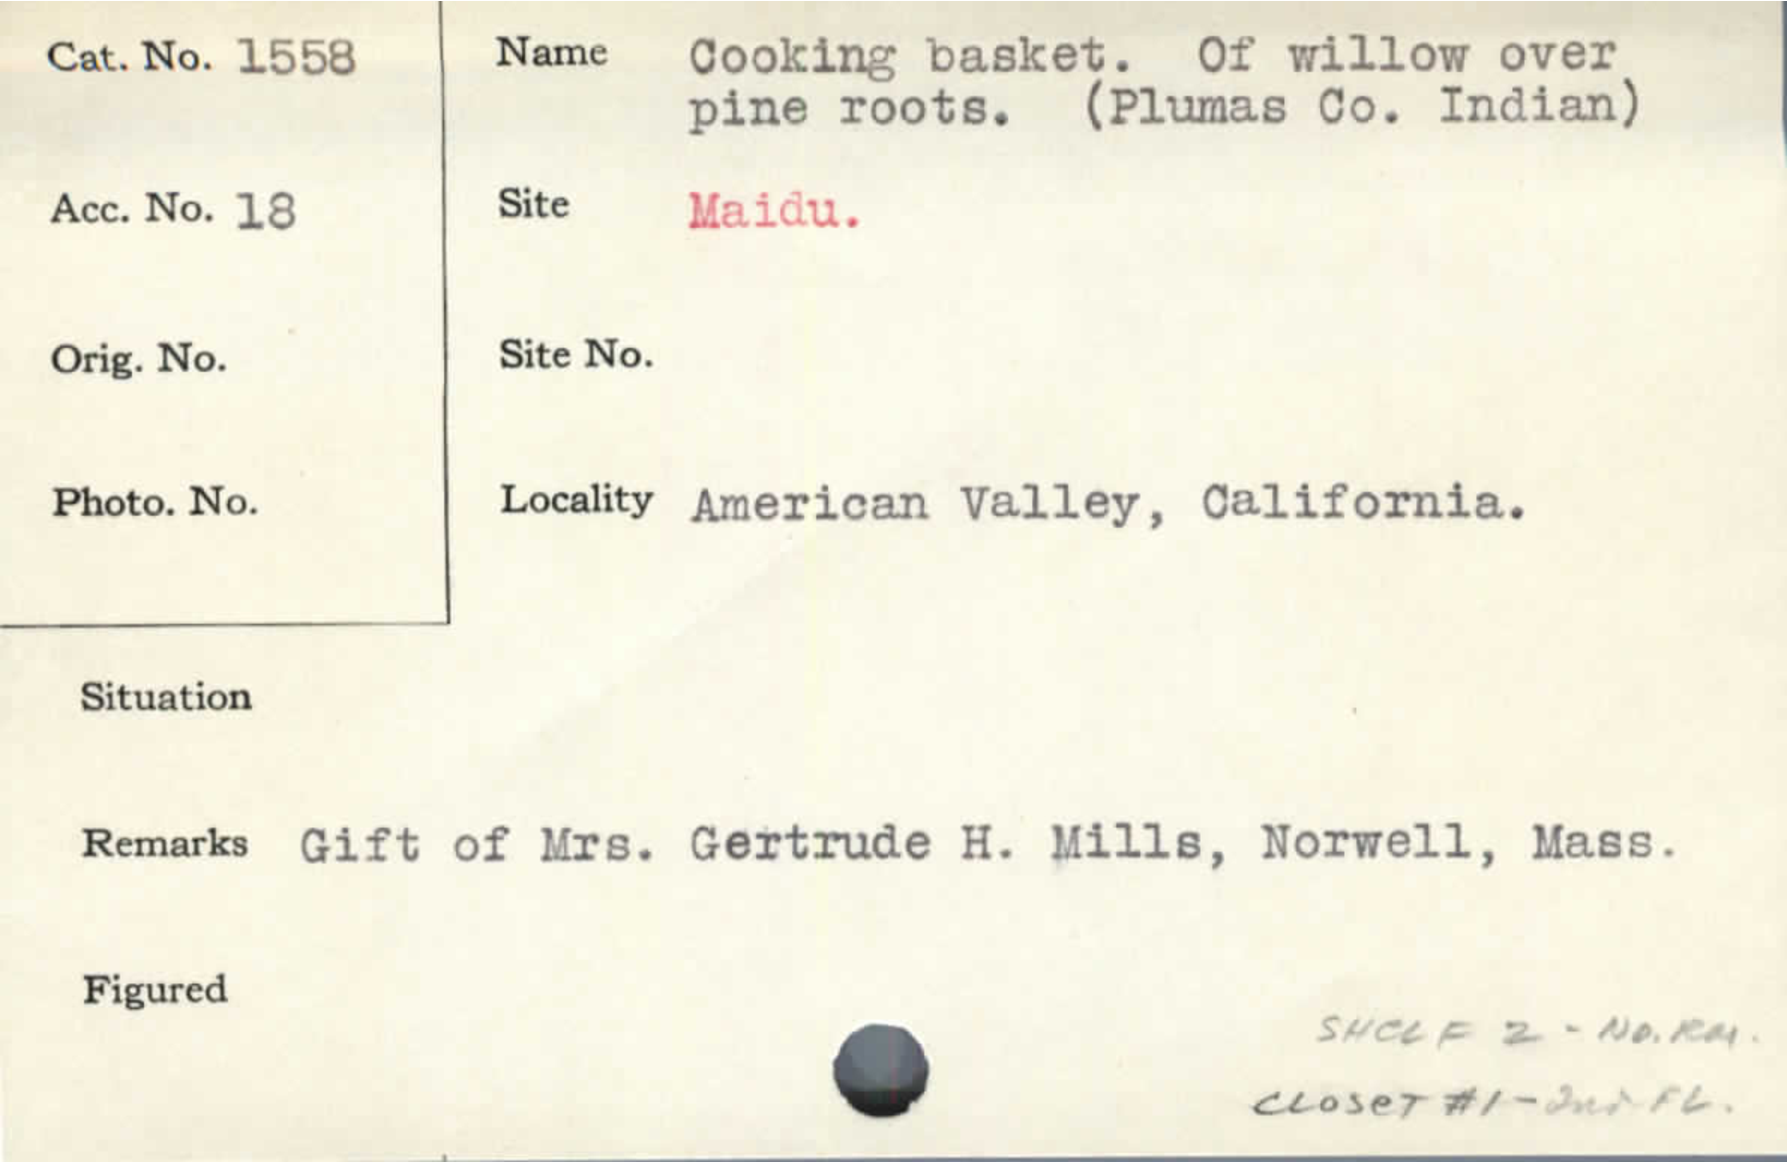 Cat. No. 1558
Name Cooking basket. Of willow over
pine roots. (Plumas Co. Indian)
Acc. No. 18
Site Maidu.
Orig. No.
Site No.
Photo. No.
Locality American Valley, California.
Situation
Remarks Gift of Mrs. Gertrude H. Mills, Norwell, Mass.
Figured
SHELF 2 - NO. RM.
CLOSET #1 - 2nd FL.